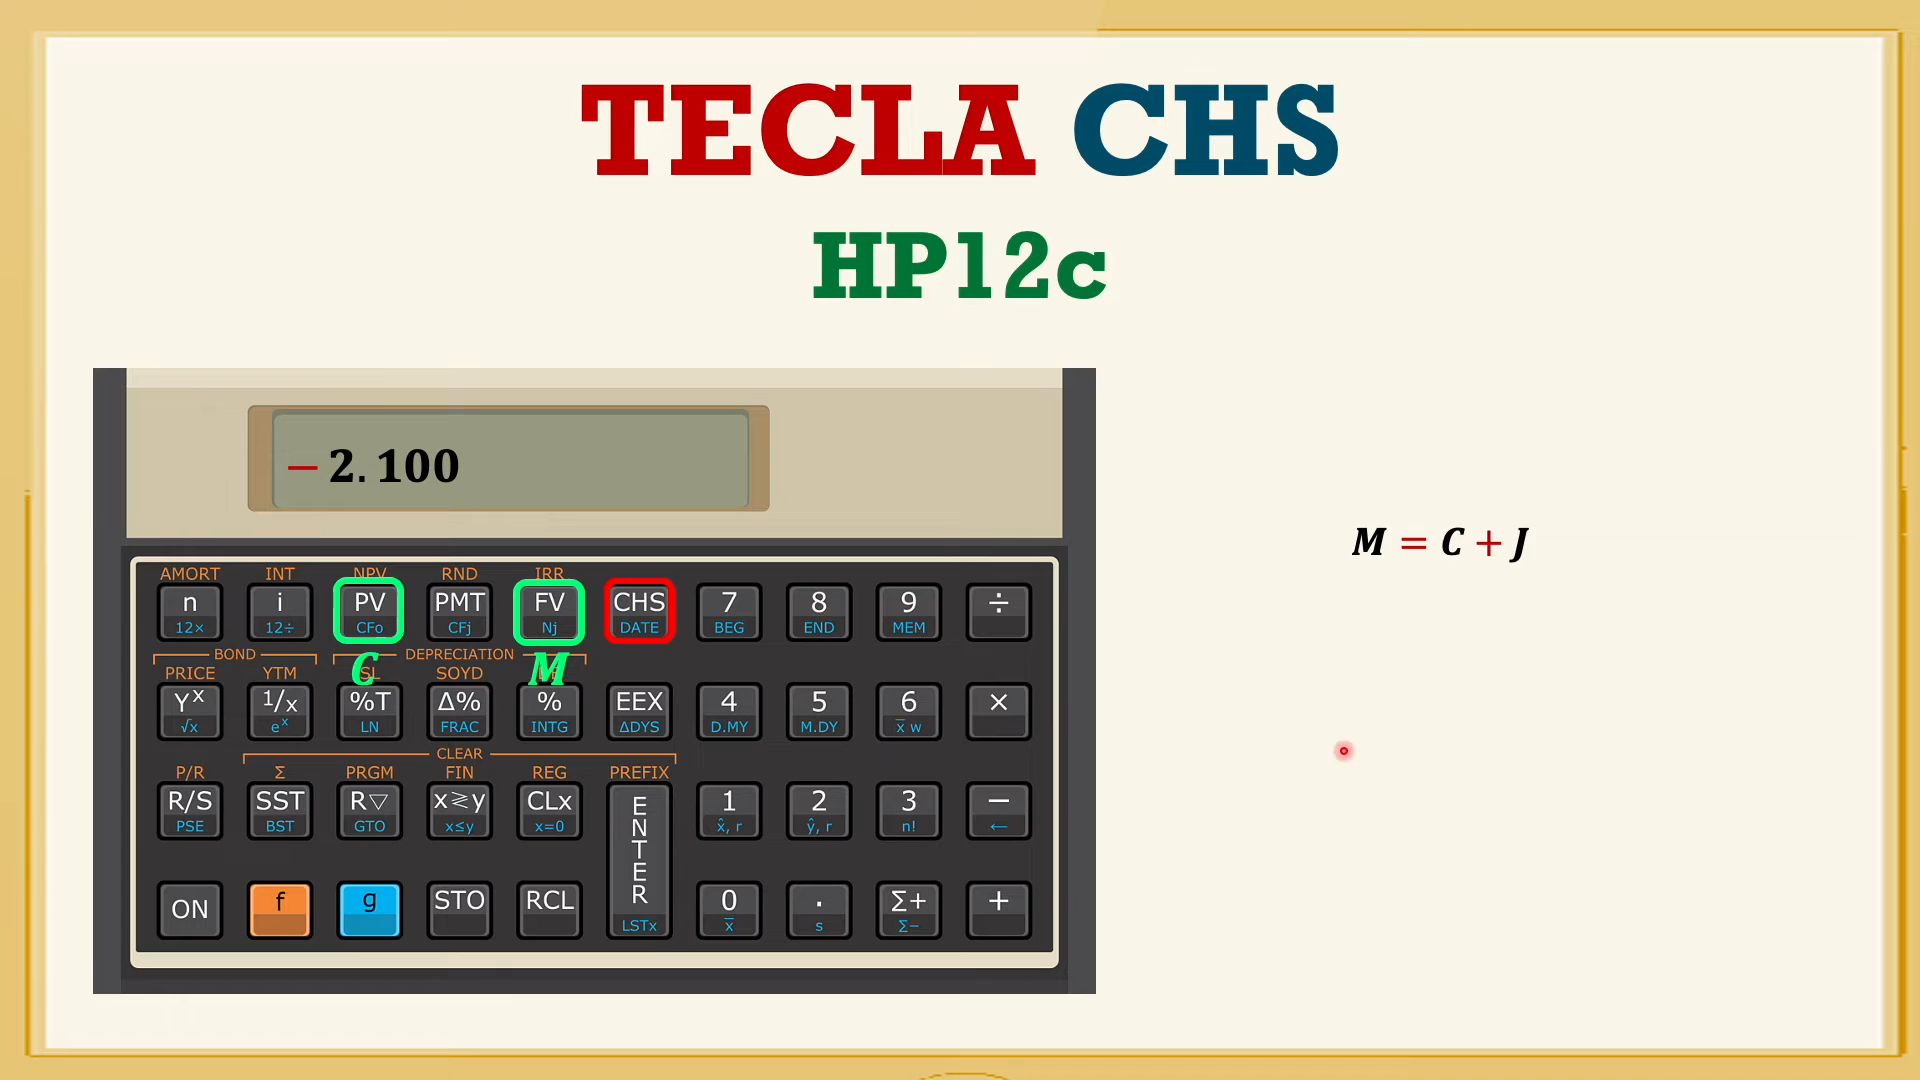 TECLA CHS
HP12c
− 2.100
M = C + J
AMORT INT NPV RND IRR
n i PV PMT FV CHS 7 8 9 ÷
12× 12÷ CFo CFj Nj DATE BEG END MEM
BOND DEPRECIATION
C M
PRICE YTM SL SOYD
Yx 1/x %T Δ% % EEX 4 5 6 ×
√x ex LN FRAC INTG ΔDYS D.MY M.DY x̅ w
CLEAR
P/R Σ PRGM FIN REG PREFIX
R/S SST R▽ x≷y CLx ENTER 1 2 3 −
PSE BST GTO x≤y x=0 x̂, r ŷ, r n! ←
ON f g STO RCL 0 . Σ+ +
LSTx x̅ s Σ−